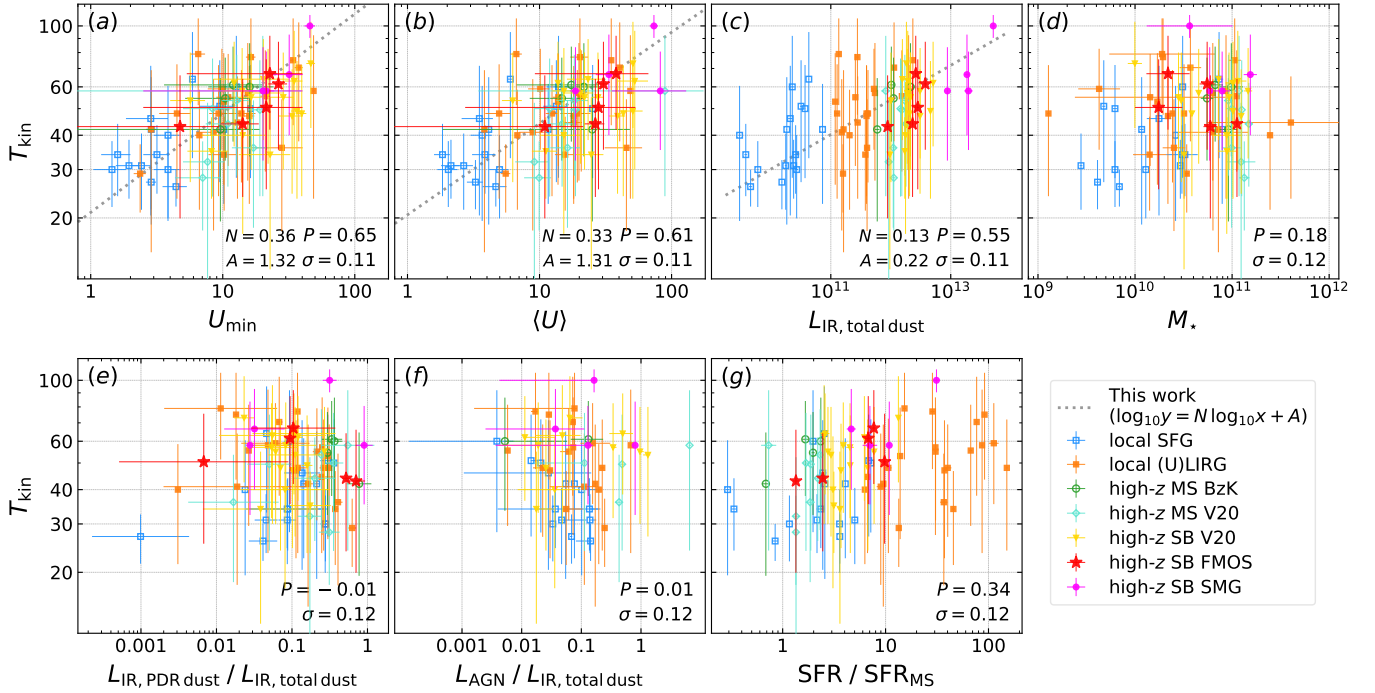 (a) (b) (c) (d)
100
80
60
40
30
20
T_kin
N = 0.36 P = 0.65
A = 1.32 σ = 0.11
N = 0.33 P = 0.61
A = 1.31 σ = 0.11
N = 0.13 P = 0.55
A = 0.22 σ = 0.11
P = 0.18
σ = 0.12
1 10 100
1 10 100
10^11 10^13
10^9 10^10 10^11 10^12
U_min
⟨U⟩
L_IR, total dust
M_⋆
(e) (f) (g)
100
80
60
40
30
20
T_kin
P = −0.01
σ = 0.12
P = 0.01
σ = 0.12
P = 0.34
σ = 0.12
0.001 0.01 0.1 1
0.001 0.01 0.1 1
1 10 100
L_IR, PDR dust / L_IR, total dust
L_AGN / L_IR, total dust
SFR / SFR_MS
This work
(log₁₀y = N log₁₀x + A)
local SFG
local (U)LIRG
high-z MS BzK
high-z MS V20
high-z SB V20
high-z SB FMOS
high-z SB SMG